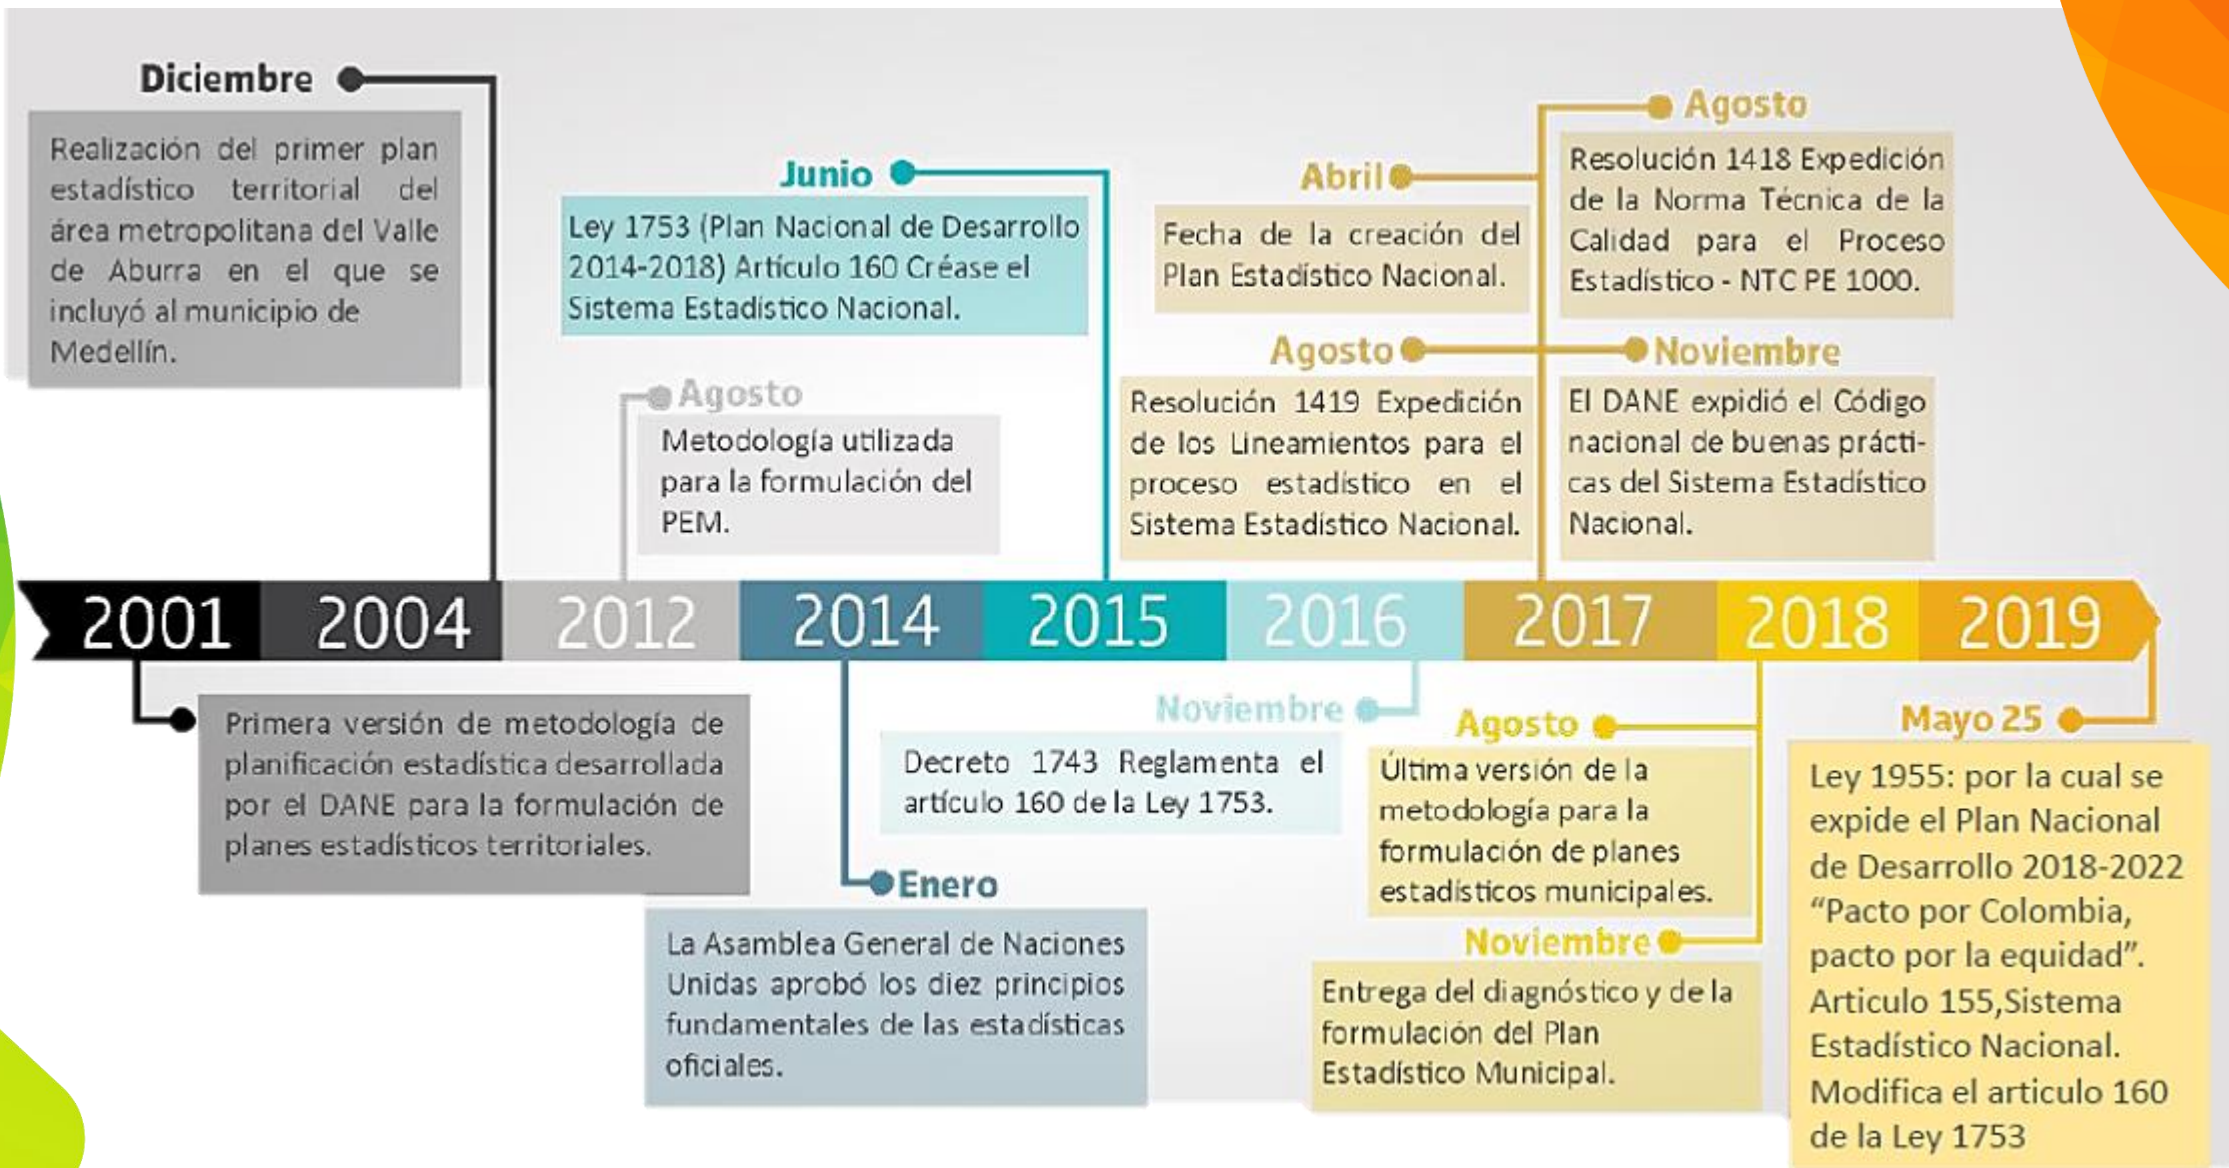 Diciembre
Realización del primer plan
estadístico territorial del
área metropolitana del Valle
de Aburra en el que se
incluyó al municipio de
Medellín.
Junio
Ley 1753 (Plan Nacional de Desarrollo
2014-2018) Artículo 160 Créase el
Sistema Estadístico Nacional.
Agosto
Metodología utilizada
para la formulación del
PEM.
Abril
Fecha de la creación del
Plan Estadístico Nacional.
Agosto
Resolución 1418 Expedición
de la Norma Técnica de la
Calidad para el Proceso
Estadístico - NTC PE 1000.
Agosto
Resolución 1419 Expedición
de los Lineamientos para el
proceso estadístico en el
Sistema Estadístico Nacional.
Noviembre
El DANE expidió el Código
nacional de buenas prácti-
cas del Sistema Estadístico
Nacional.
2001 2004 2012 2014 2015 2016 2017 2018 2019
Primera versión de metodología de
planificación estadística desarrollada
por el DANE para la formulación de
planes estadísticos territoriales.
Enero
La Asamblea General de Naciones
Unidas aprobó los diez principios
fundamentales de las estadísticas
oficiales.
Noviembre
Decreto 1743 Reglamenta el
artículo 160 de la Ley 1753.
Agosto
Última versión de la
metodología para la
formulación de planes
estadísticos municipales.
Noviembre
Entrega del diagnóstico y de la
formulación del Plan
Estadístico Municipal.
Mayo 25
Ley 1955: por la cual se
expide el Plan Nacional
de Desarrollo 2018-2022
“Pacto por Colombia,
pacto por la equidad”.
Articulo 155,Sistema
Estadístico Nacional.
Modifica el articulo 160
de la Ley 1753